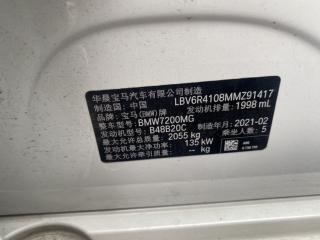 华晨宝马汽车有限公司制造
制造国：中国 LBV6R4108MMZ91417
品牌：宝马(BMW)牌 发动机排量：1998 mL
整车型号：BMW7200MG
发动机型号：B48B20C 制造年月：2021-02
最大允许总质量：2055 kg 乘坐人数：5
发动机最大净功率：135 kW
最大允许牵引质量：-- kg